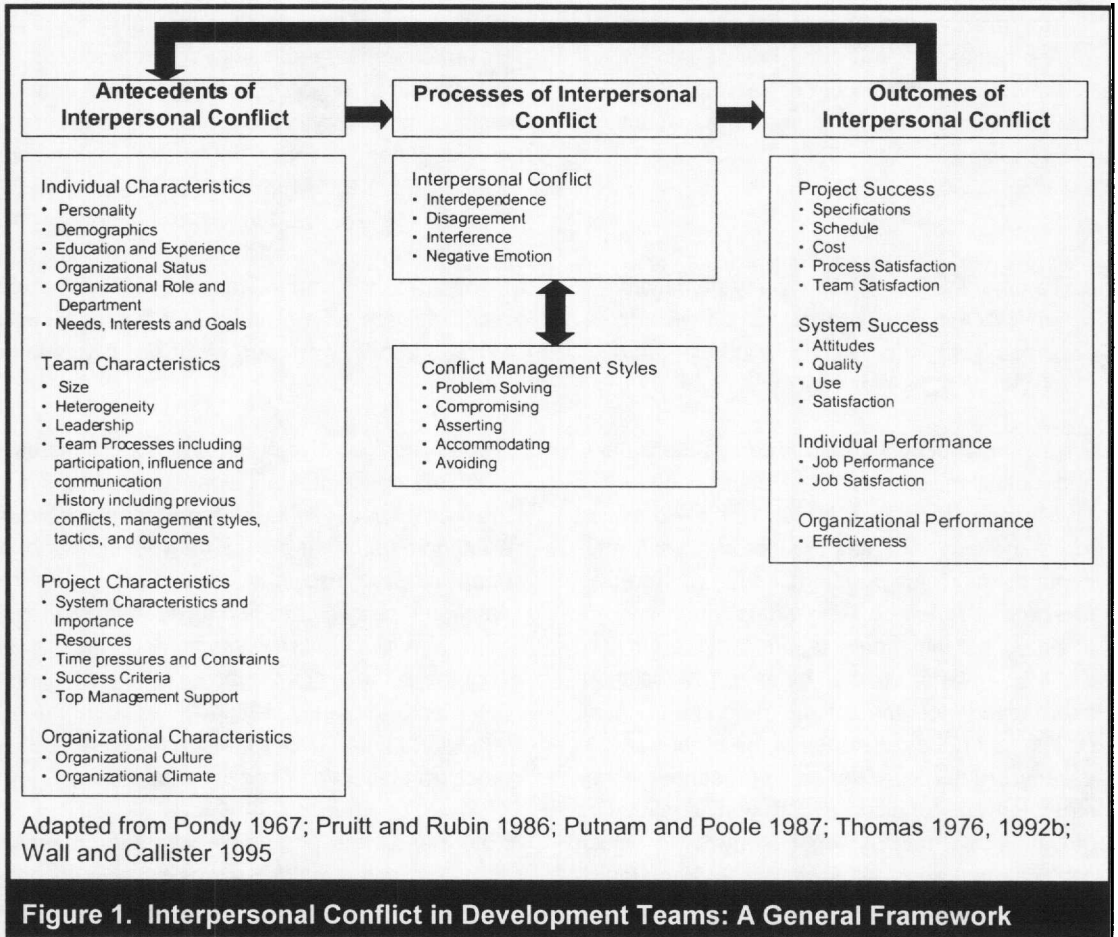 Antecedents of
Interpersonal Conflict
Processes of Interpersonal
Conflict
Outcomes of
Interpersonal Conflict
Individual Characteristics
• Personality
• Demographics
• Education and Experience
• Organizational Status
• Organizational Role and
Department
• Needs, Interests and Goals
Team Characteristics
• Size
• Heterogeneity
• Leadership
• Team Processes including
participation, influence and
communication
• History including previous
conflicts, management styles,
tactics, and outcomes
Project Characteristics
• System Characteristics and
Importance
• Resources
• Time pressures and Constraints
• Success Criteria
• Top Management Support
Organizational Characteristics
• Organizational Culture
• Organizational Climate
Interpersonal Conflict
• Interdependence
• Disagreement
• Interference
• Negative Emotion
Conflict Management Styles
• Problem Solving
• Compromising
• Asserting
• Accommodating
• Avoiding
Project Success
• Specifications
• Schedule
• Cost
• Process Satisfaction
• Team Satisfaction
System Success
• Attitudes
• Quality
• Use
• Satisfaction
Individual Performance
• Job Performance
• Job Satisfaction
Organizational Performance
• Effectiveness
Adapted from Pondy 1967; Pruitt and Rubin 1986; Putnam and Poole 1987; Thomas 1976, 1992b;
Wall and Callister 1995
Figure 1. Interpersonal Conflict in Development Teams: A General Framework